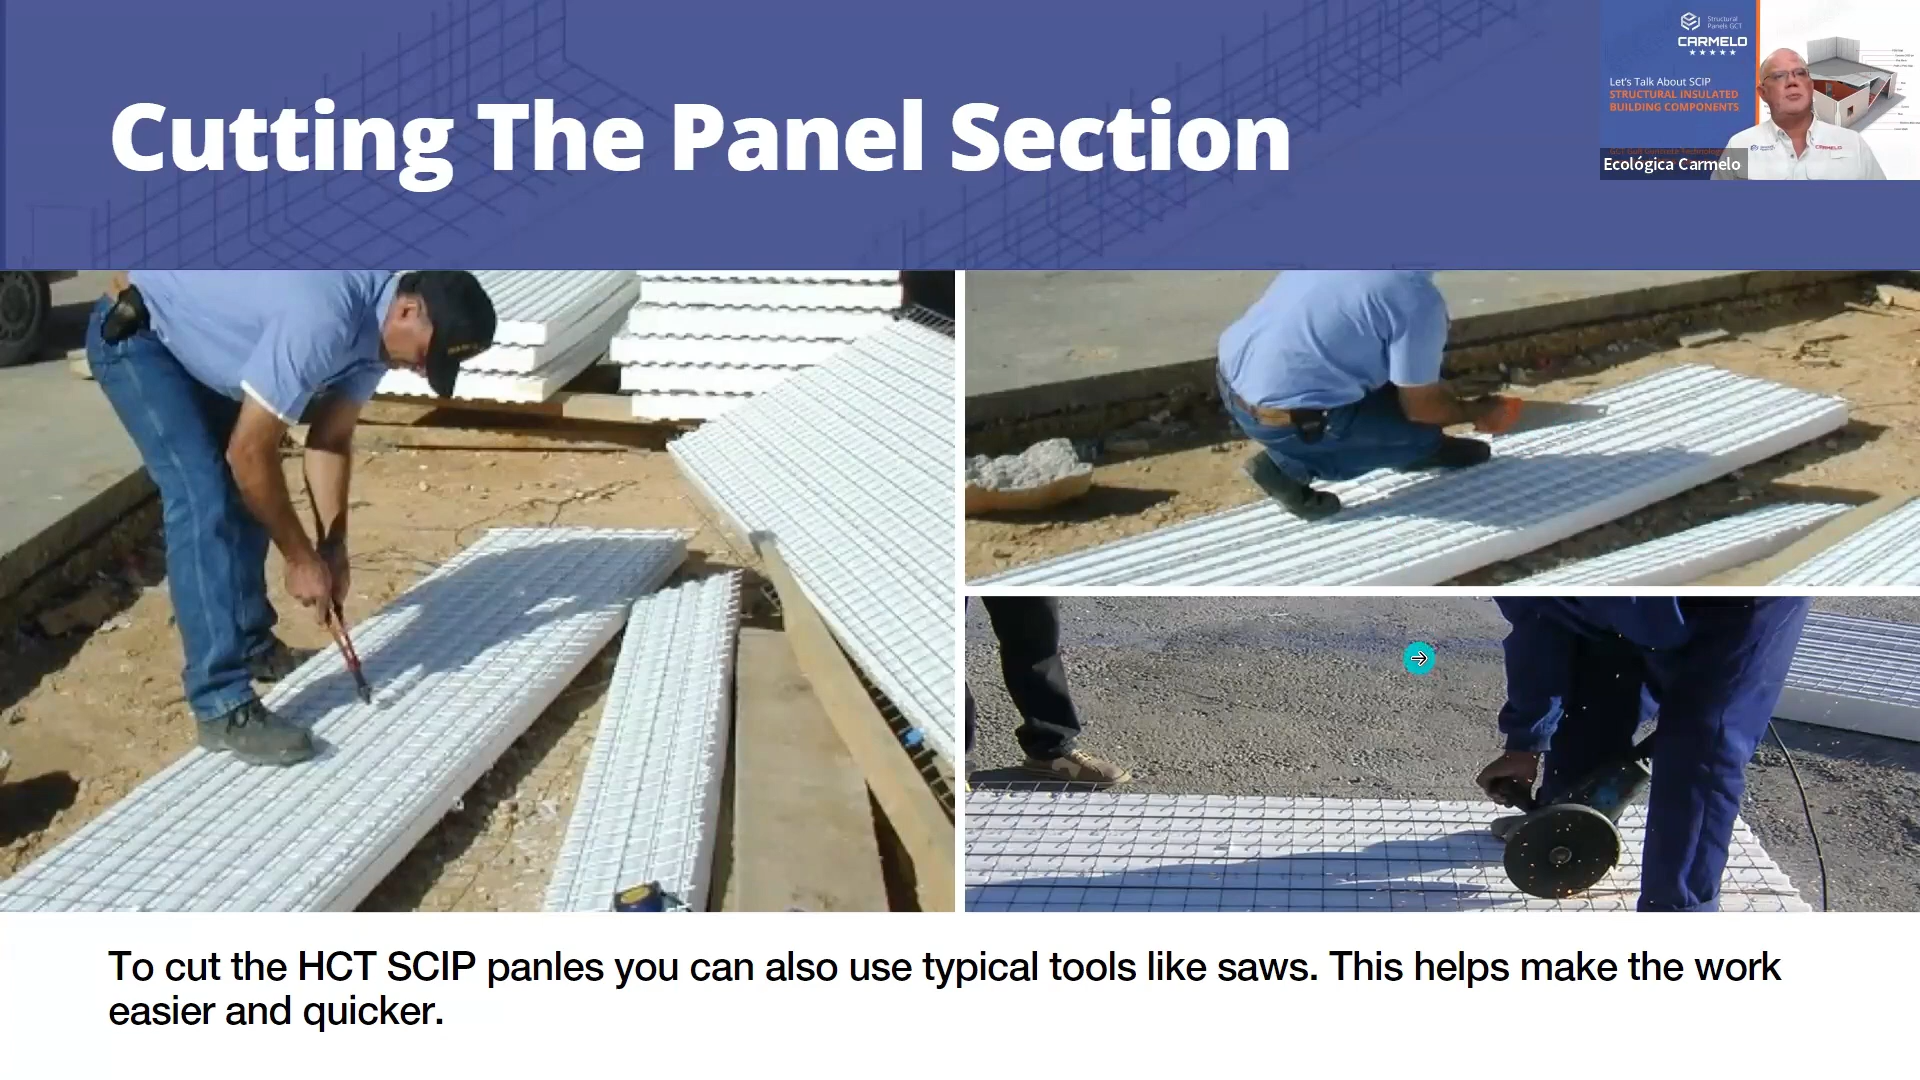 Cutting The Panel Section
Structural
Panels GCT
CARMELO
Let's Talk About SCIP
STRUCTURAL INSULATED
BUILDING COMPONENTS
CARMELO
Ecológica Carmelo
To cut the HCT SCIP panles you can also use typical tools like saws. This helps make the work
easier and quicker.